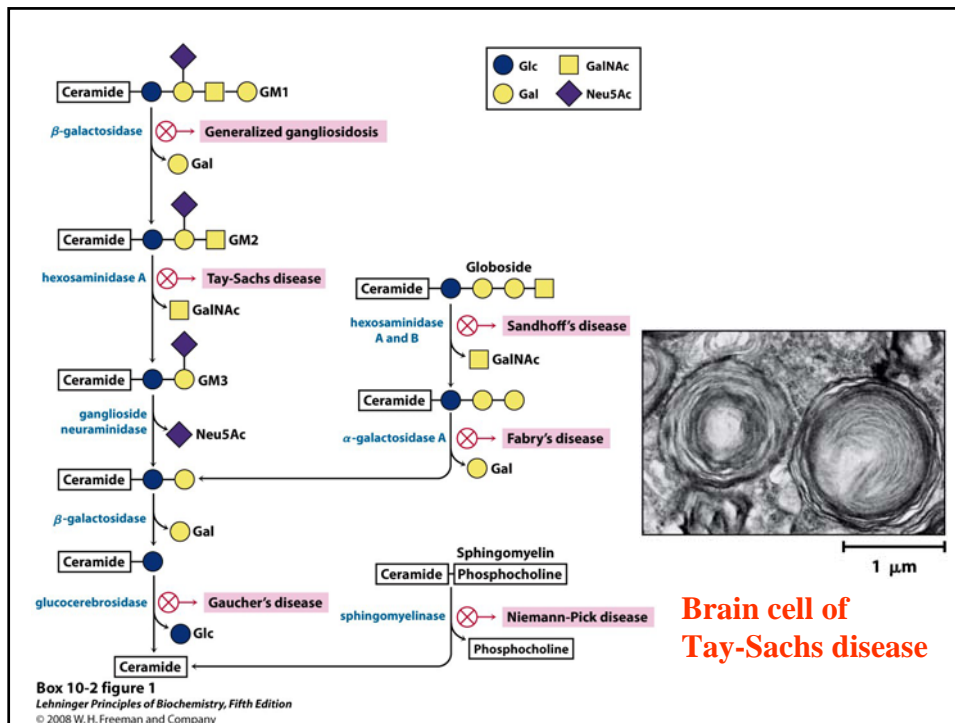 Glc
GalNAc
Gal
Neu5Ac
Ceramide
GM1
β-galactosidase
Generalized gangliosidosis
Gal
Ceramide
GM2
hexosaminidase A
Tay-Sachs disease
GalNAc
Ceramide
GM3
ganglioside
neuraminidase
Neu5Ac
Ceramide
β-galactosidase
Gal
Ceramide
glucocerebrosidase
Gaucher's disease
Glc
Ceramide
Globoside
Ceramide
hexosaminidase
A and B
Sandhoff's disease
GalNAc
Ceramide
α-galactosidase A
Fabry's disease
Gal
Sphingomyelin
Ceramide
Phosphocholine
sphingomyelinase
Niemann-Pick disease
Phosphocholine
1 μm
Brain cell of
Tay-Sachs disease
Box 10-2 figure 1
Lehninger Principles of Biochemistry, Fifth Edition
© 2008 W. H. Freeman and Company